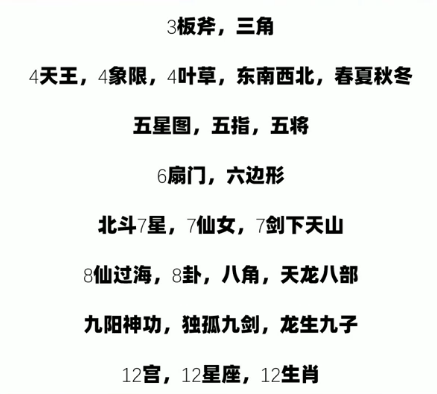 3板斧，三角
4天王，4象限，4叶草，东南西北，春夏秋冬
五星图，五指，五将
6扇门，六边形
北斗7星，7仙女，7剑下天山
8仙过海，8卦，八角，天龙八部
九阳神功，独孤九剑，龙生九子
12宫，12星座，12生肖